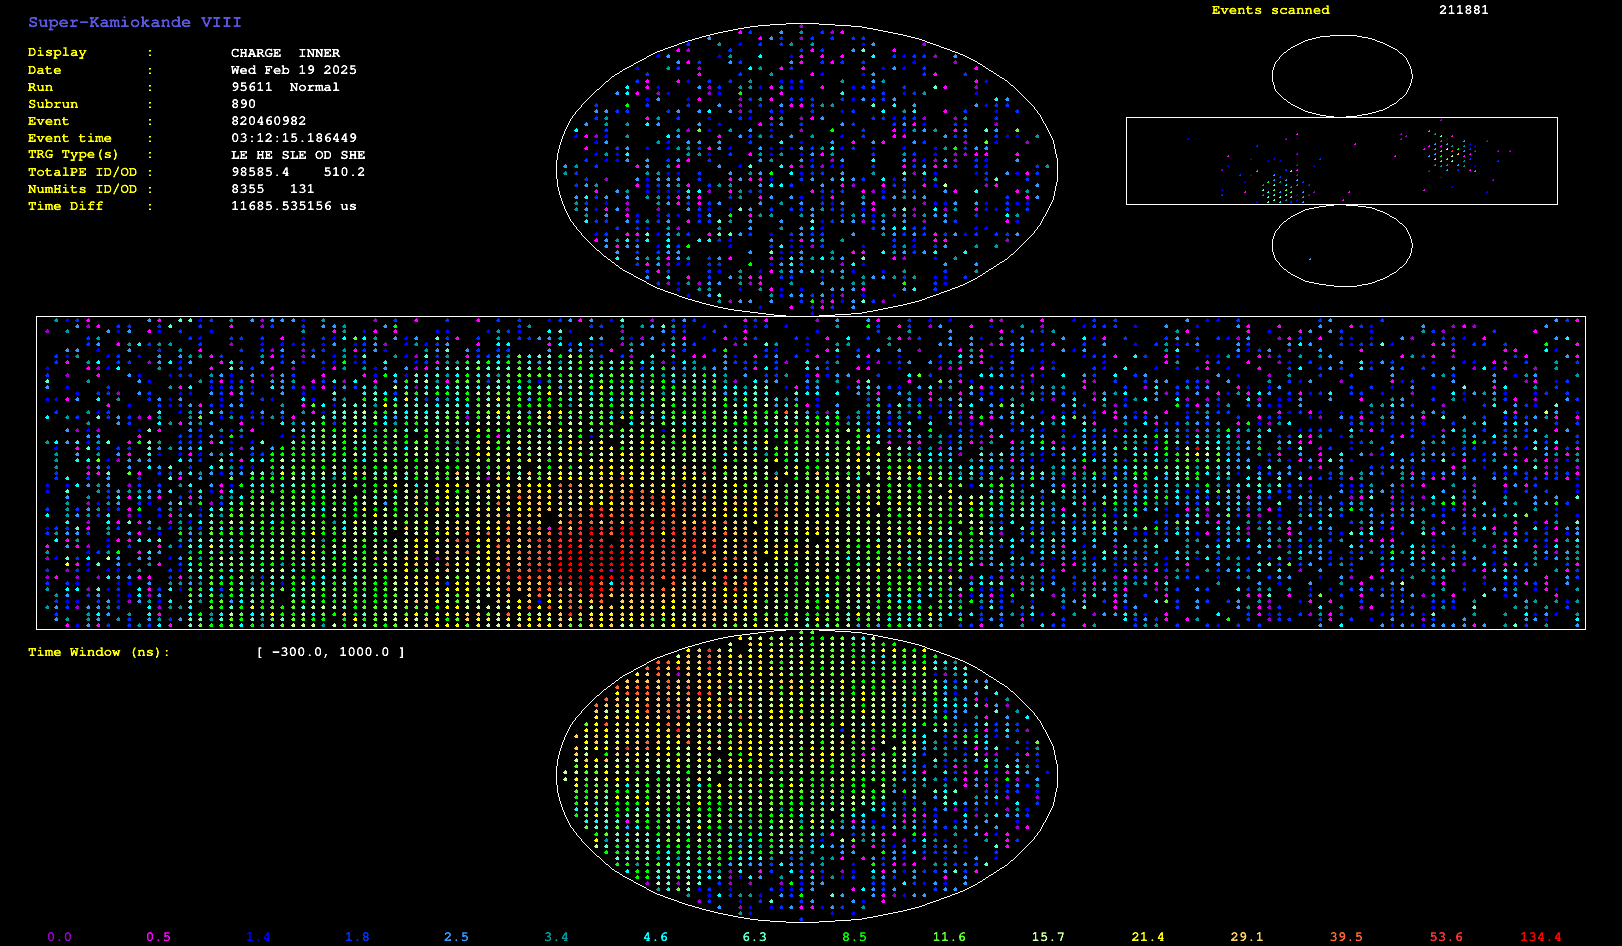 Super-Kamiokande VIII
Display : CHARGE INNER
Date : Wed Feb 19 2025
Run : 95611 Normal
Subrun : 890
Event : 820460982
Event time : 03:12:15.186449
TRG Type(s) : LE HE SLE OD SHE
TotalPE ID/OD : 98585.4 510.2
NumHits ID/OD : 8355 131
Time Diff : 11685.535156 us
Events scanned 211881
Time Window (ns): [ -300.0, 1000.0 ]
0.0 0.5 1.4 1.8 2.5 3.4 4.6 6.3 8.5 11.6 15.7 21.4 29.1 39.5 53.6 134.4